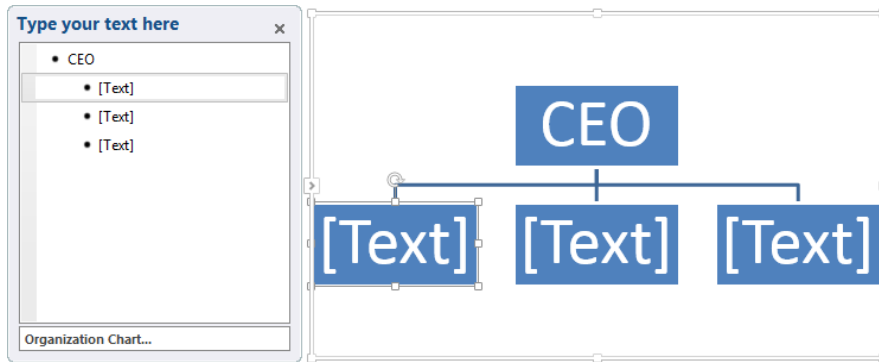 Type your text here
CEO
[Text]
[Text]
[Text]
Organization Chart...
CEO
[Text] [Text] [Text]